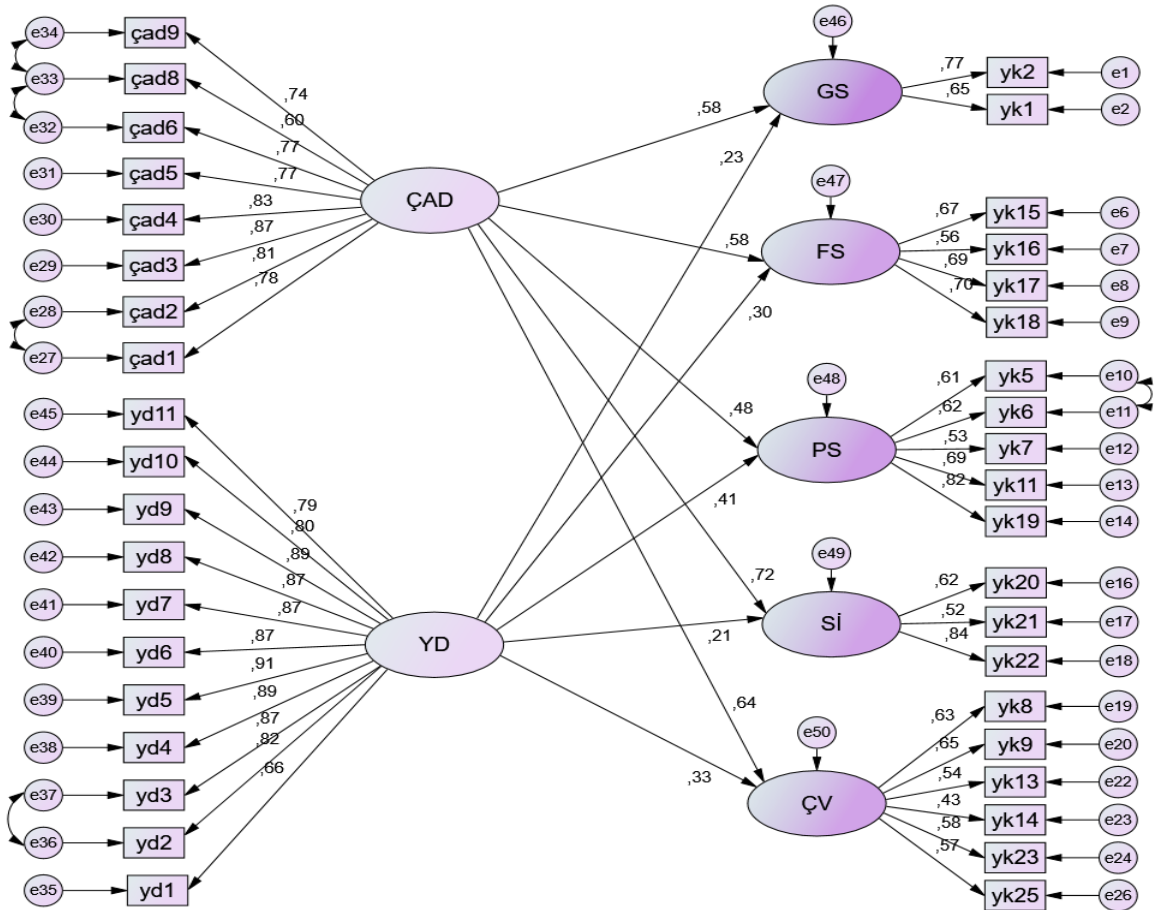 e34 çad9
e33 çad8
e32 çad6
e31 çad5
e30 çad4
e29 çad3
e28 çad2
e27 çad1
,74
,60
,77
,77
,83
,87
,81
,78
ÇAD
e45 yd11
e44 yd10
e43 yd9
e42 yd8
e41 yd7
e40 yd6
e39 yd5
e38 yd4
e37 yd3
e36 yd2
e35 yd1
,79
,80
,89
,87
,87
,87
,91
,89
,87
,82
,66
YD
,58
,23
,58
,30
,48
,41
,72
,21
,64
,33
e46
GS
,77 yk2 e1
,65 yk1 e2
e47
FS
,67 yk15 e6
,56 yk16 e7
,69 yk17 e8
,70 yk18 e9
e48
PS
,61 yk5 e10
,62 yk6 e11
,53 yk7 e12
,69 yk11 e13
,82 yk19 e14
e49
Sİ
,62 yk20 e16
,52 yk21 e17
,84 yk22 e18
e50
ÇV
,63 yk8 e19
,65 yk9 e20
,54 yk13 e22
,43 yk14 e23
,58 yk23 e24
,57 yk25 e26